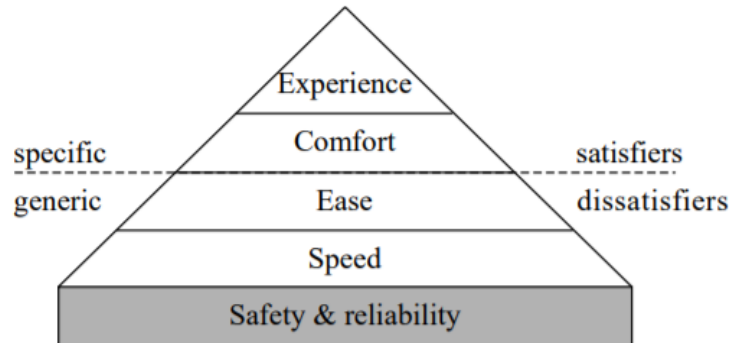 Experience
Comfort
specific
satisfiers
generic
Ease
dissatisfiers
Speed
Safety & reliability